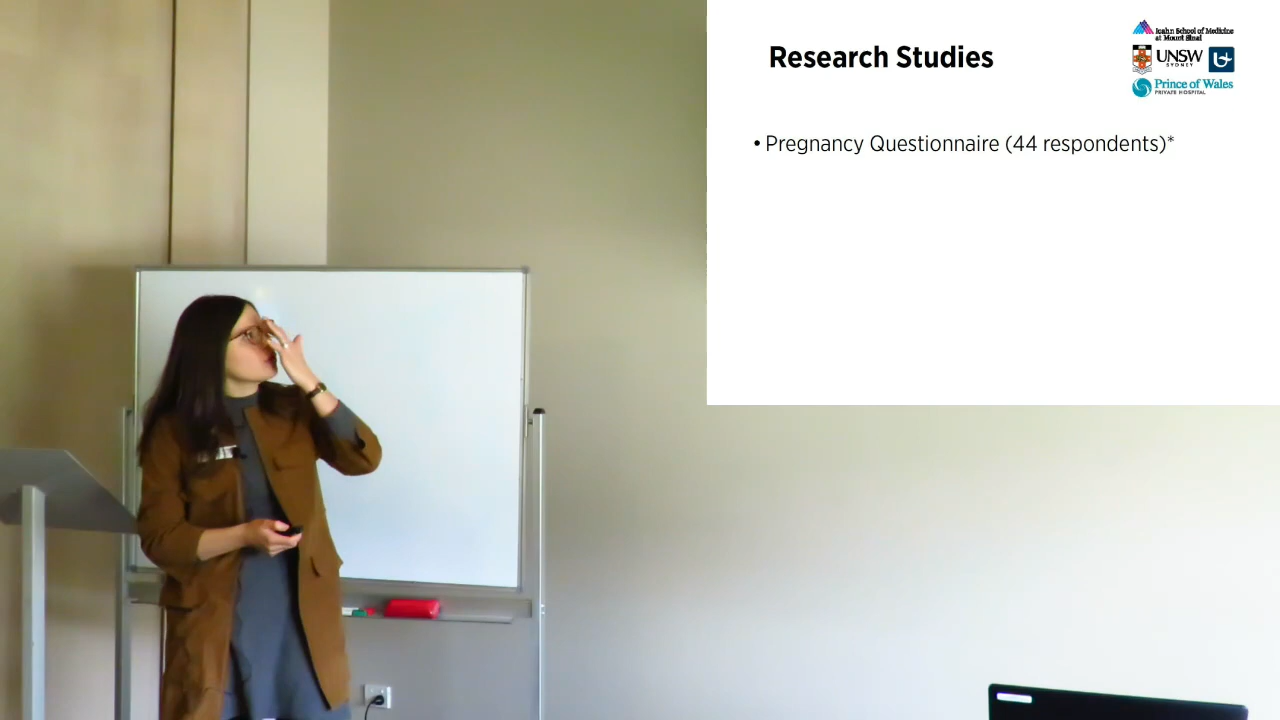 Research Studies
Icahn School of Medicine
at Mount Sinai
UNSW
SYDNEY
Prince of Wales
PRIVATE HOSPITAL
• Pregnancy Questionnaire (44 respondents)*